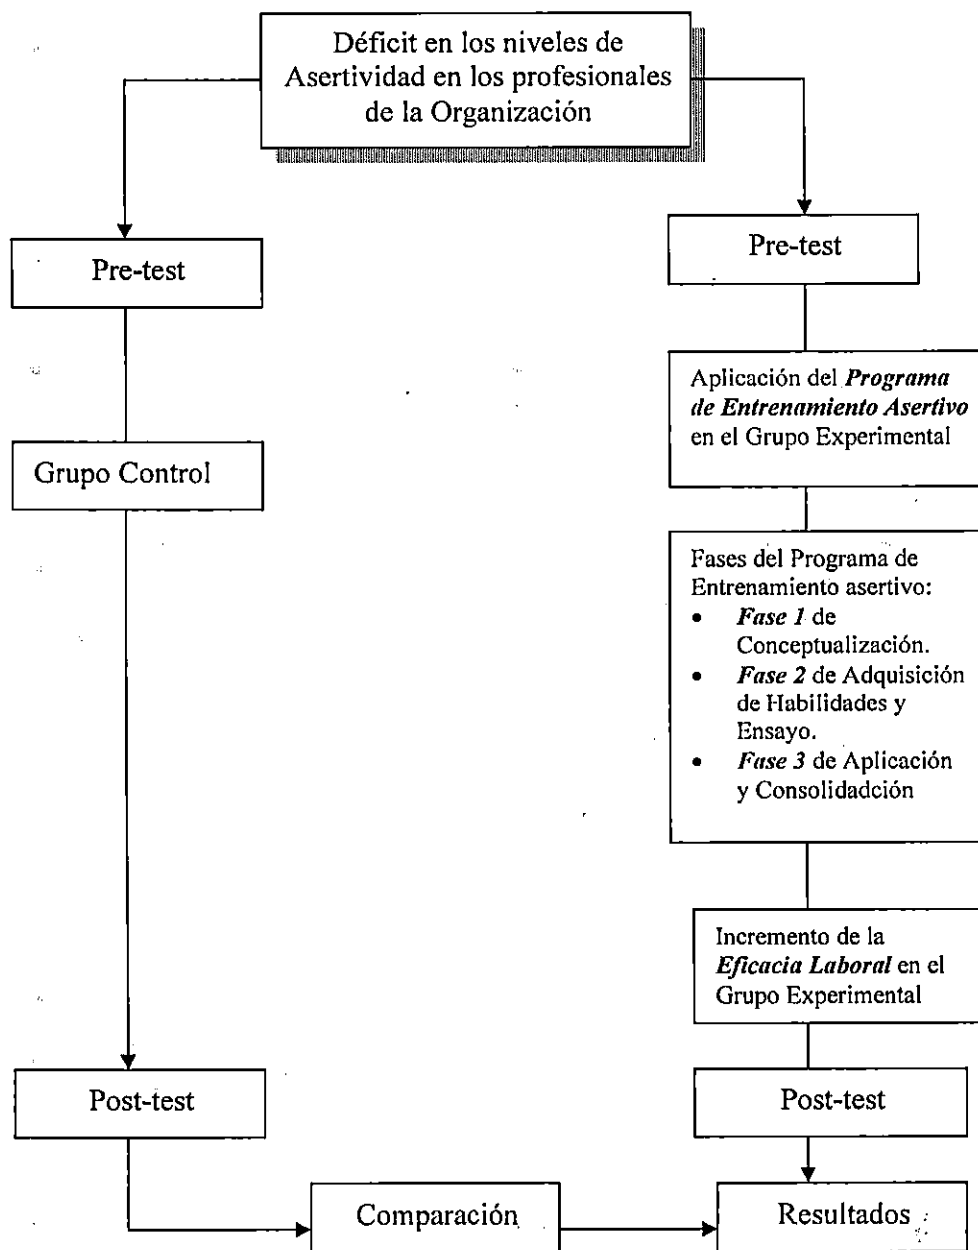 Déficit en los niveles de
Asertividad en los profesionales
de la Organización
Pre-test
Pre-test
Aplicación del Programa
de Entrenamiento Asertivo
en el Grupo Experimental
Grupo Control
Fases del Programa de
Entrenamiento asertivo:
• Fase 1 de
Conceptualización.
• Fase 2 de Adquisición
de Habilidades y
Ensayo.
• Fase 3 de Aplicación
y Consolidadción
Incremento de la
Eficacia Laboral en el
Grupo Experimental
Post-test
Post-test
Comparación
Resultados